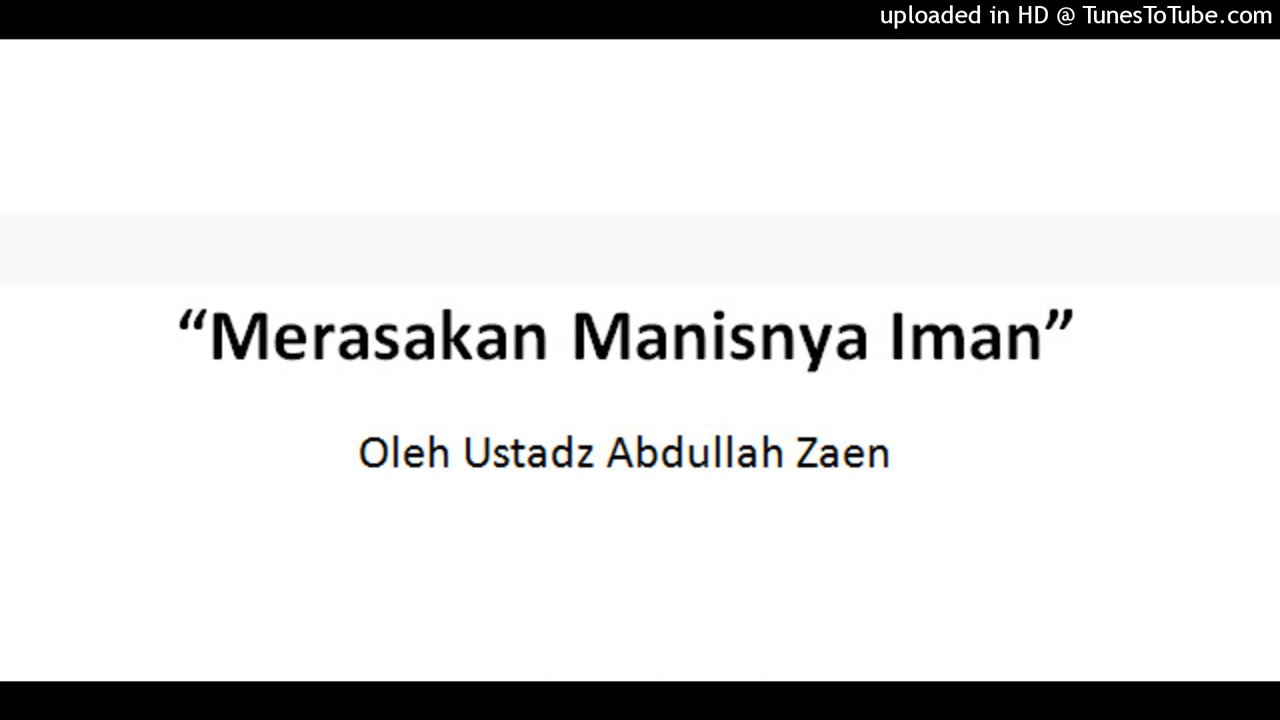 uploaded in HD @ TunesToTube.com
“Merasakan Manisnya Iman”
Oleh Ustadz Abdullah Zaen